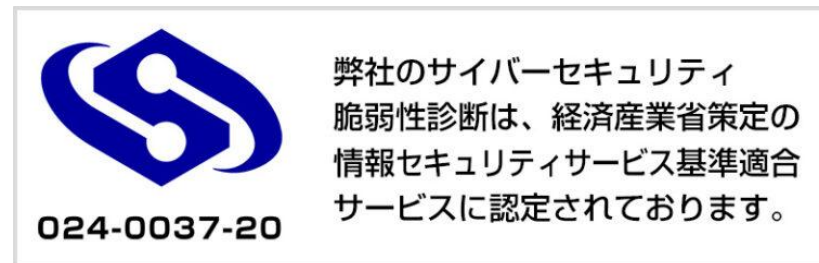 弊社のサイバーセキュリティ
脆弱性診断は、経済産業省策定の
情報セキュリティサービス基準適合
サービスに認定されております。
024-0037-20